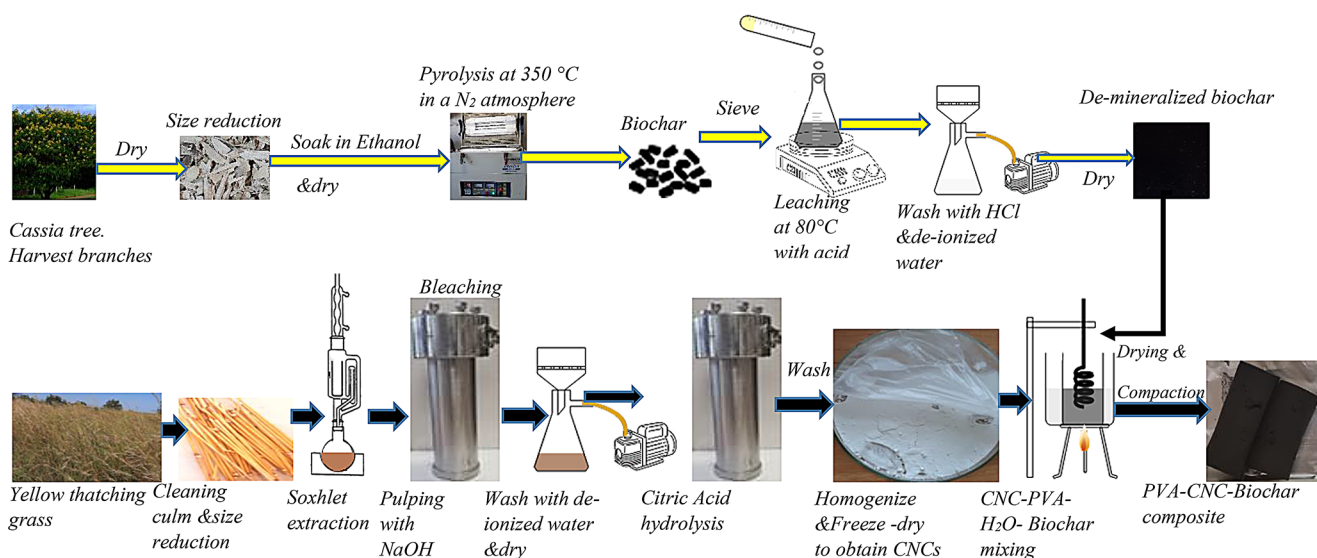 Pyrolysis at 350 °C
in a N₂ atmosphere
De-mineralized biochar
Size reduction
Sieve
Biochar
Dry
Soak in Ethanol
&dry
Dry
Leaching
at 80°C
with acid
Wash with HCl
&de-ionized
water
Cassia tree.
Harvest branches
Bleaching
Drying &
Wash
Compaction
Yellow thatching
grass
Cleaning
culm &size
reduction
Soxhlet
extraction
Pulping
with
NaOH
Wash with de-
ionized water
&dry
Citric Acid
hydrolysis
Homogenize
&Freeze -dry
to obtain CNCs
CNC-PVA-
H₂O- Biochar
mixing
PVA-CNC-Biochar
composite